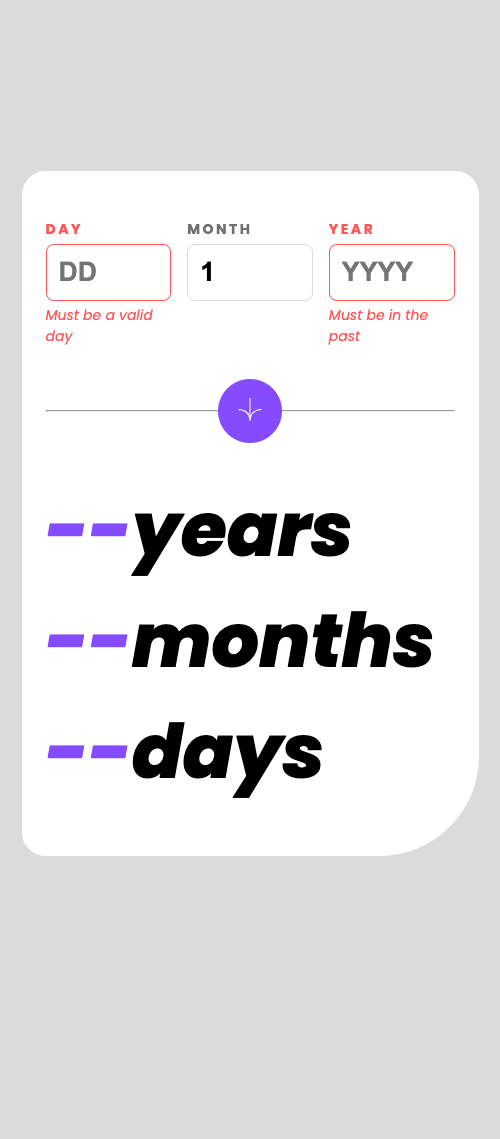 DAY MONTH YEAR
DD 1 YYYY
Must be a valid Must be in the
day past
--years
--months
--days